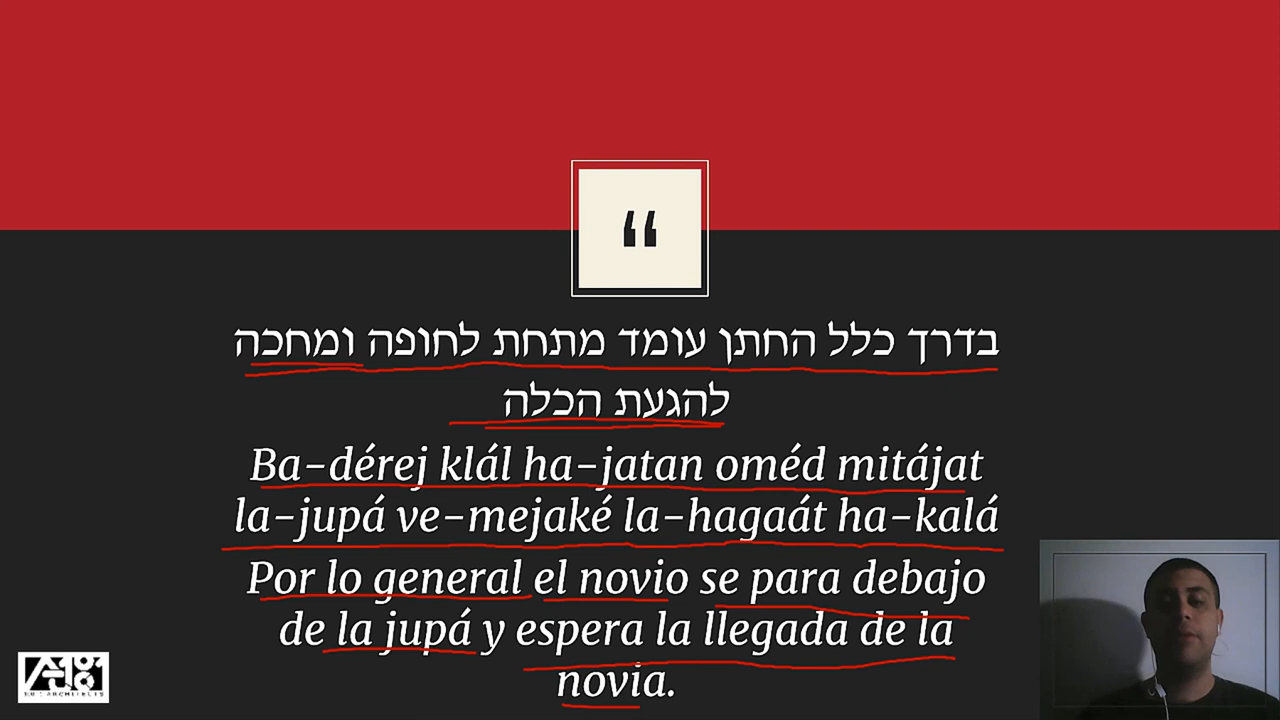 “
בדרך כלל החתן עומד מתחת לחופה ומחכה
להגעת הכלה
Ba-dérej klál ha-jatan oméd mitájat
la-jupá ve-mejaké la-hagaát ha-kalá
Por lo general el novio se para debajo
de la jupá y espera la llegada de la
novia.